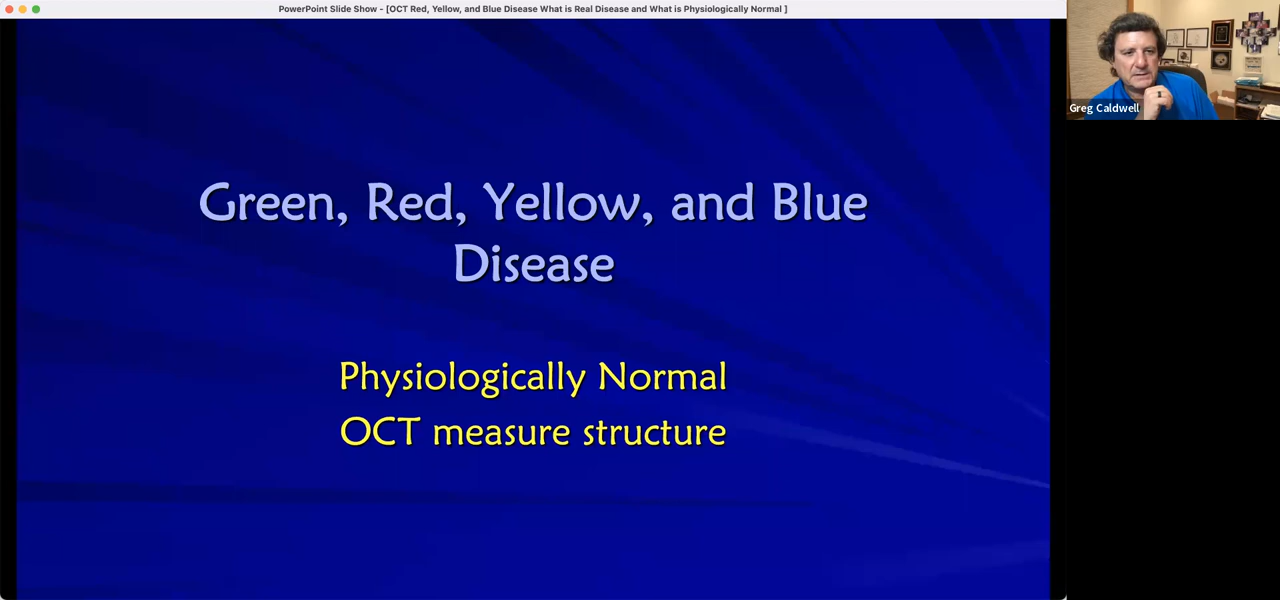 PowerPoint Slide Show - [OCT Red, Yellow, and Blue Disease What is Real Disease and What is Physiologically Normal ]
Greg Caldwell
Green, Red, Yellow, and Blue
Disease
Physiologically Normal
OCT measure structure